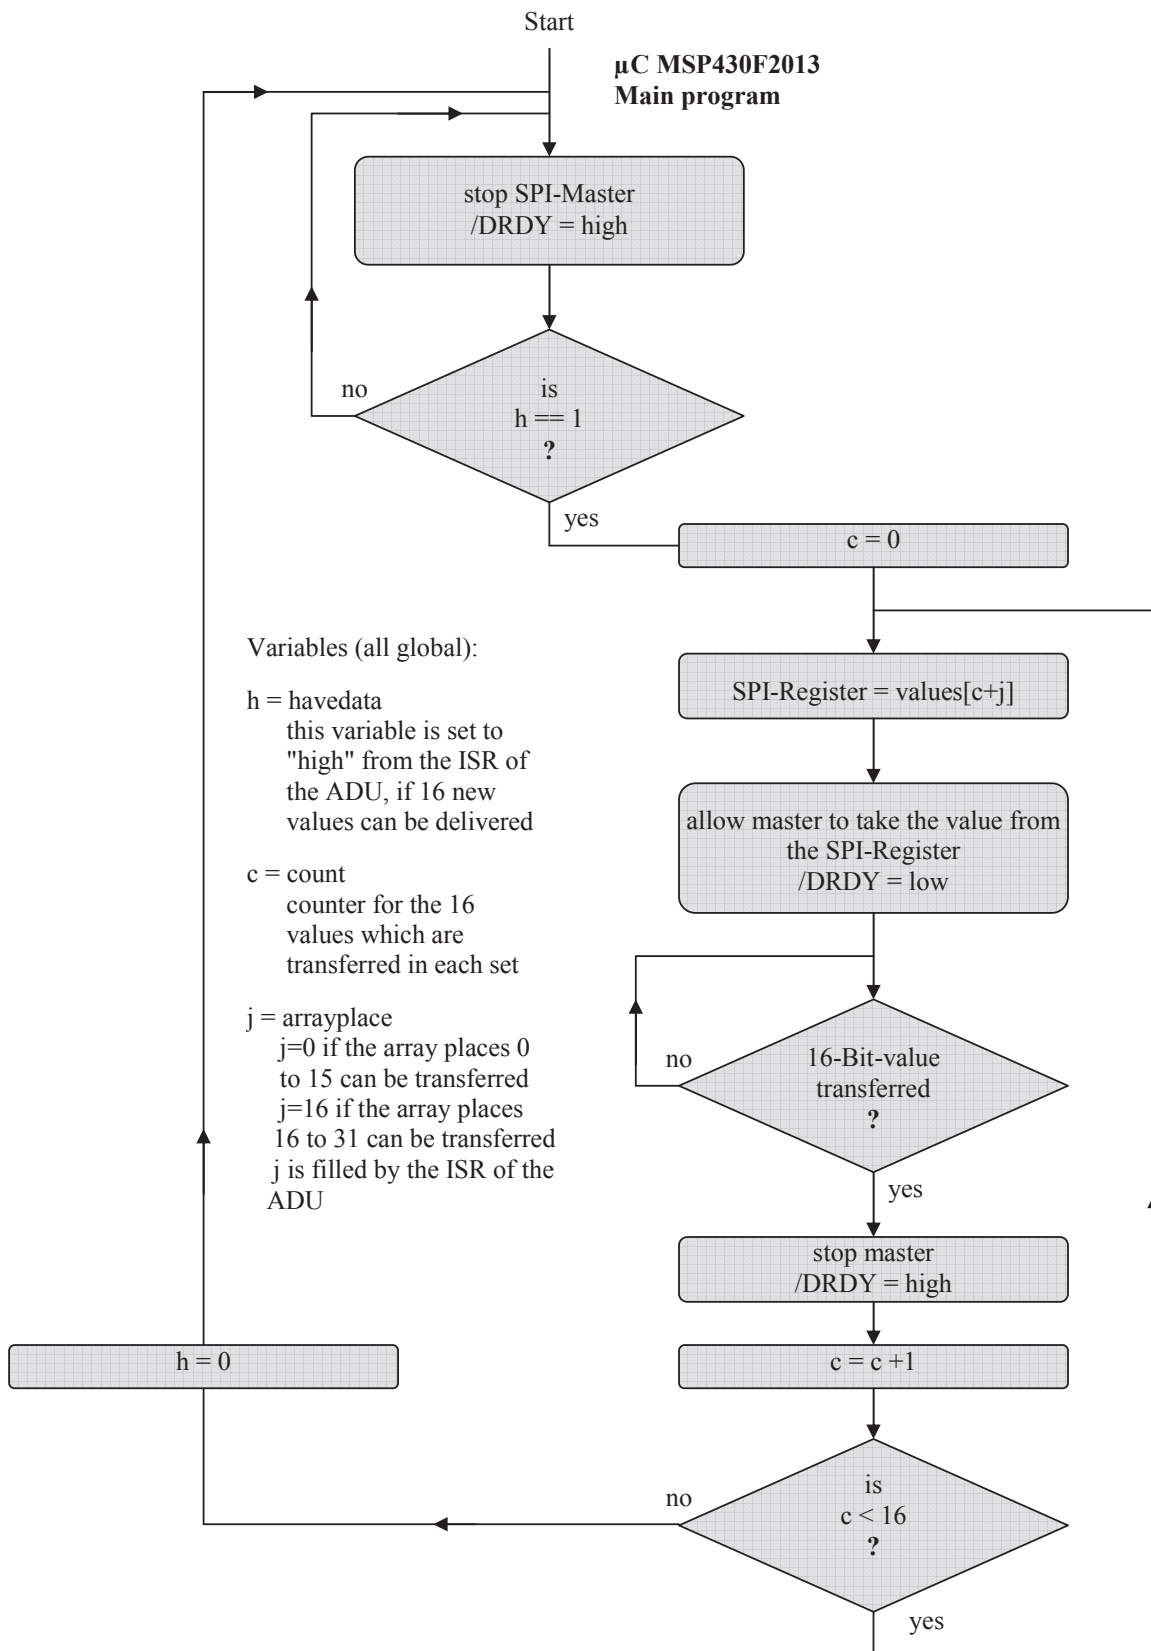 Start
µC MSP430F2013
Main program
stop SPI-Master
/DRDY = high
no
is
h == 1
?
yes
c = 0
Variables (all global):
h = havedata
this variable is set to
"high" from the ISR of
the ADU, if 16 new
values can be delivered
c = count
counter for the 16
values which are
transferred in each set
j = arrayplace
j=0 if the array places 0
to 15 can be transferred
j=16 if the array places
16 to 31 can be transferred
j is filled by the ISR of the
ADU
SPI-Register = values[c+j]
allow master to take the value from
the SPI-Register
/DRDY = low
no
16-Bit-value
transferred
?
yes
stop master
/DRDY = high
h = 0
c = c +1
no
is
c < 16
?
yes